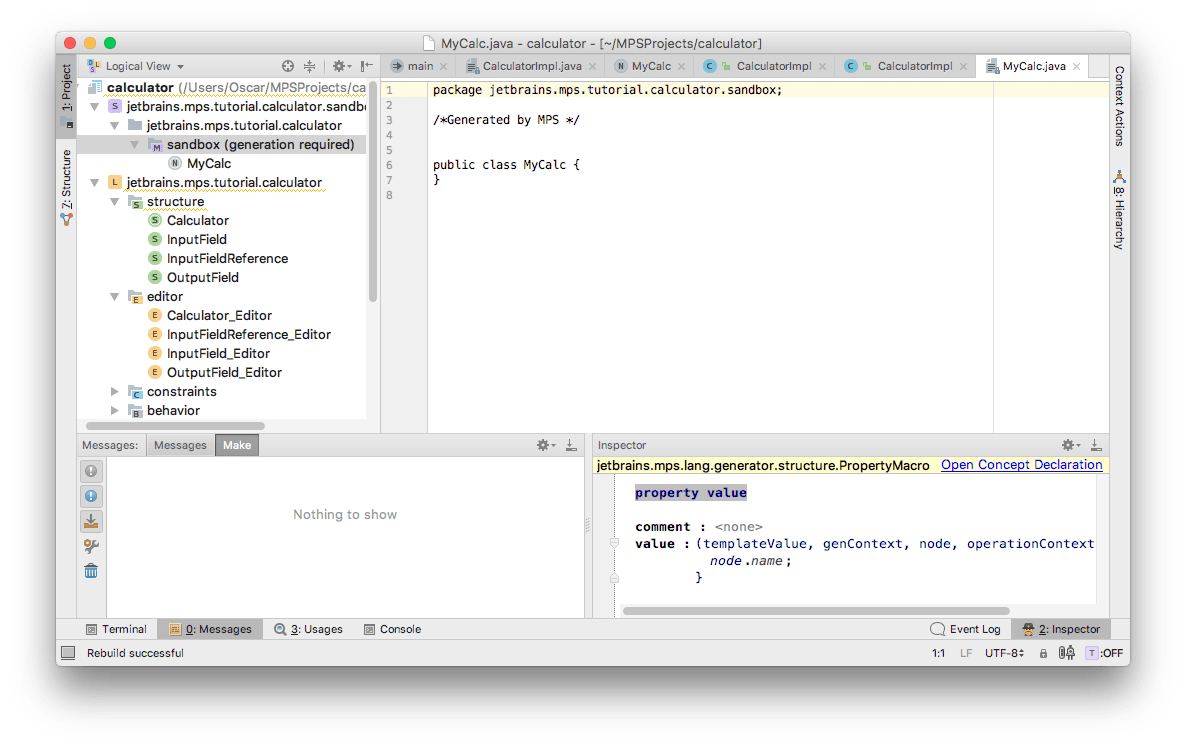 MyCalc.java - calculator - [~/MPSProjects/calculator]
1: Project
Z: Structure
Logical View
calculator (/Users/Oscar/MPSProjects/ca
S jetbrains.mps.tutorial.calculator.sandb
jetbrains.mps.tutorial.calculator
M sandbox (generation required)
N MyCalc
L jetbrains.mps.tutorial.calculator
S structure
S Calculator
S InputField
S InputFieldReference
S OutputField
E editor
E Calculator_Editor
E InputFieldReference_Editor
E InputField_Editor
E OutputField_Editor
C constraints
B behavior
main
CalculatorImpl.java
N MyCalc
C CalculatorImpl
C CalculatorImpl
MyCalc.java
1 package jetbrains.mps.tutorial.calculator.sandbox;
2
3 /*Generated by MPS */
4
5
6 public class MyCalc {
7 }
8
Context Actions
8: Hierarchy
Messages: Messages Make
Nothing to show
Inspector
jetbrains.mps.lang.generator.structure.PropertyMacro Open Concept Declaration
property value
comment : <none>
value : (templateValue, genContext, node, operationContext
node.name;
}
Terminal 0: Messages 3: Usages Console Event Log 2: Inspector
Rebuild successful 1:1 LF UTF-8 T :OFF